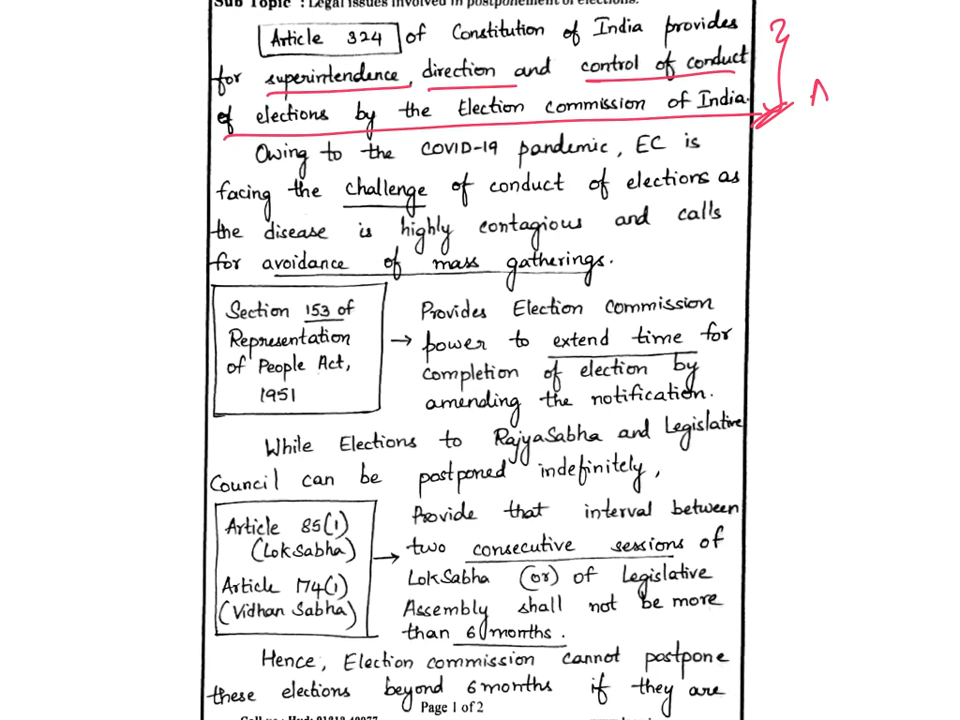 Sub Topic : Legal issues involved in postponement of elections.
Article 324 of Constitution of India provides
for superintendence, direction and control of conduct
of elections by the Election commission of India.
Owing to the COVID-19 pandemic, EC is
facing the challenge of conduct of elections as
the disease is highly contagious and calls
for avoidance of mass gatherings.
Section 153 of
Representation
of People Act,
1951
→ Provides Election commission
power to extend time for
completion of election by
amending the notification.
While Elections to RajyaSabha and Legislative
Council can be postponed indefinitely,
Article 85(1)
(LokSabha)
Article 174(1)
(Vidhan Sabha)
→ Provide that interval between
two consecutive sessions of
LokSabha (or) of Legislative
Assembly shall not be more
than 6 months.
Hence, Election commission cannot postpone
these elections beyond 6 months if they are
Page 1 of 2